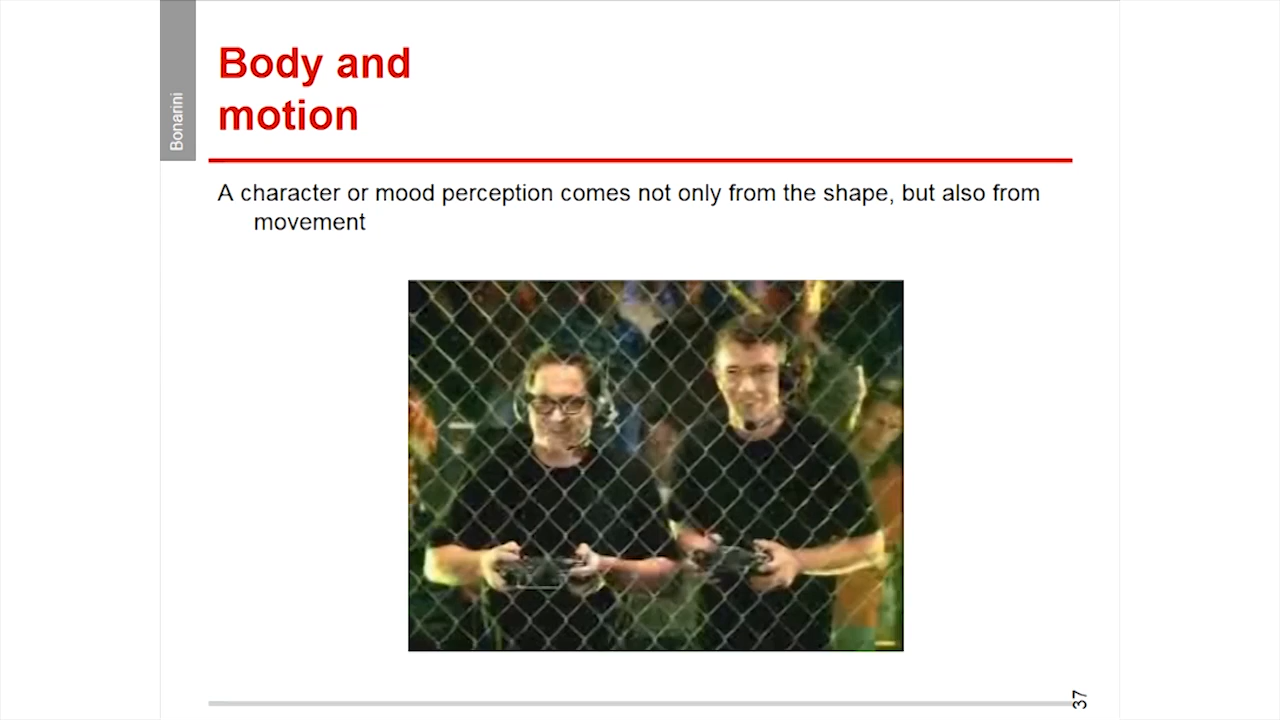 Bonarini
Body and
motion
A character or mood perception comes not only from the shape, but also from
movement
37